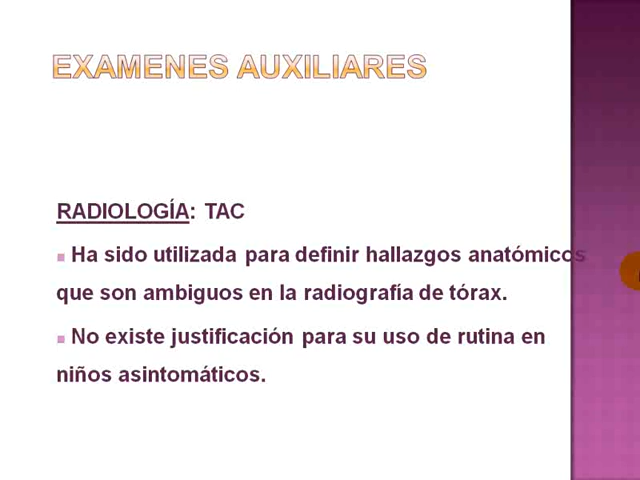 EXAMENES AUXILIARES
RADIOLOGÍA: TAC
▪ Ha sido utilizada para definir hallazgos anatómicos
que son ambiguos en la radiografía de tórax.
▪ No existe justificación para su uso de rutina en
niños asintomáticos.